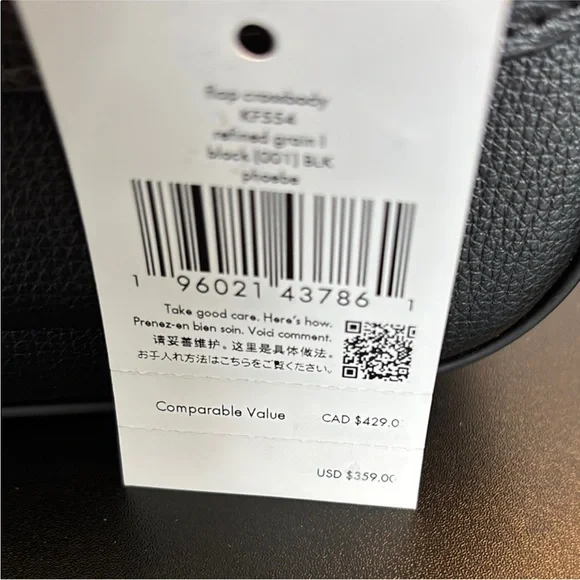 flap crossbody
KF554
refined grain l
black (001) BLK
phoebe
1 96021 43786 1
Take good care. Here's how.
Prenez-en bien soin. Voici comment.
请妥善维护。这里是具体做法。
お手入れ方法はこちらをご覧ください。
Comparable Value CAD $429.0
USD $359.00